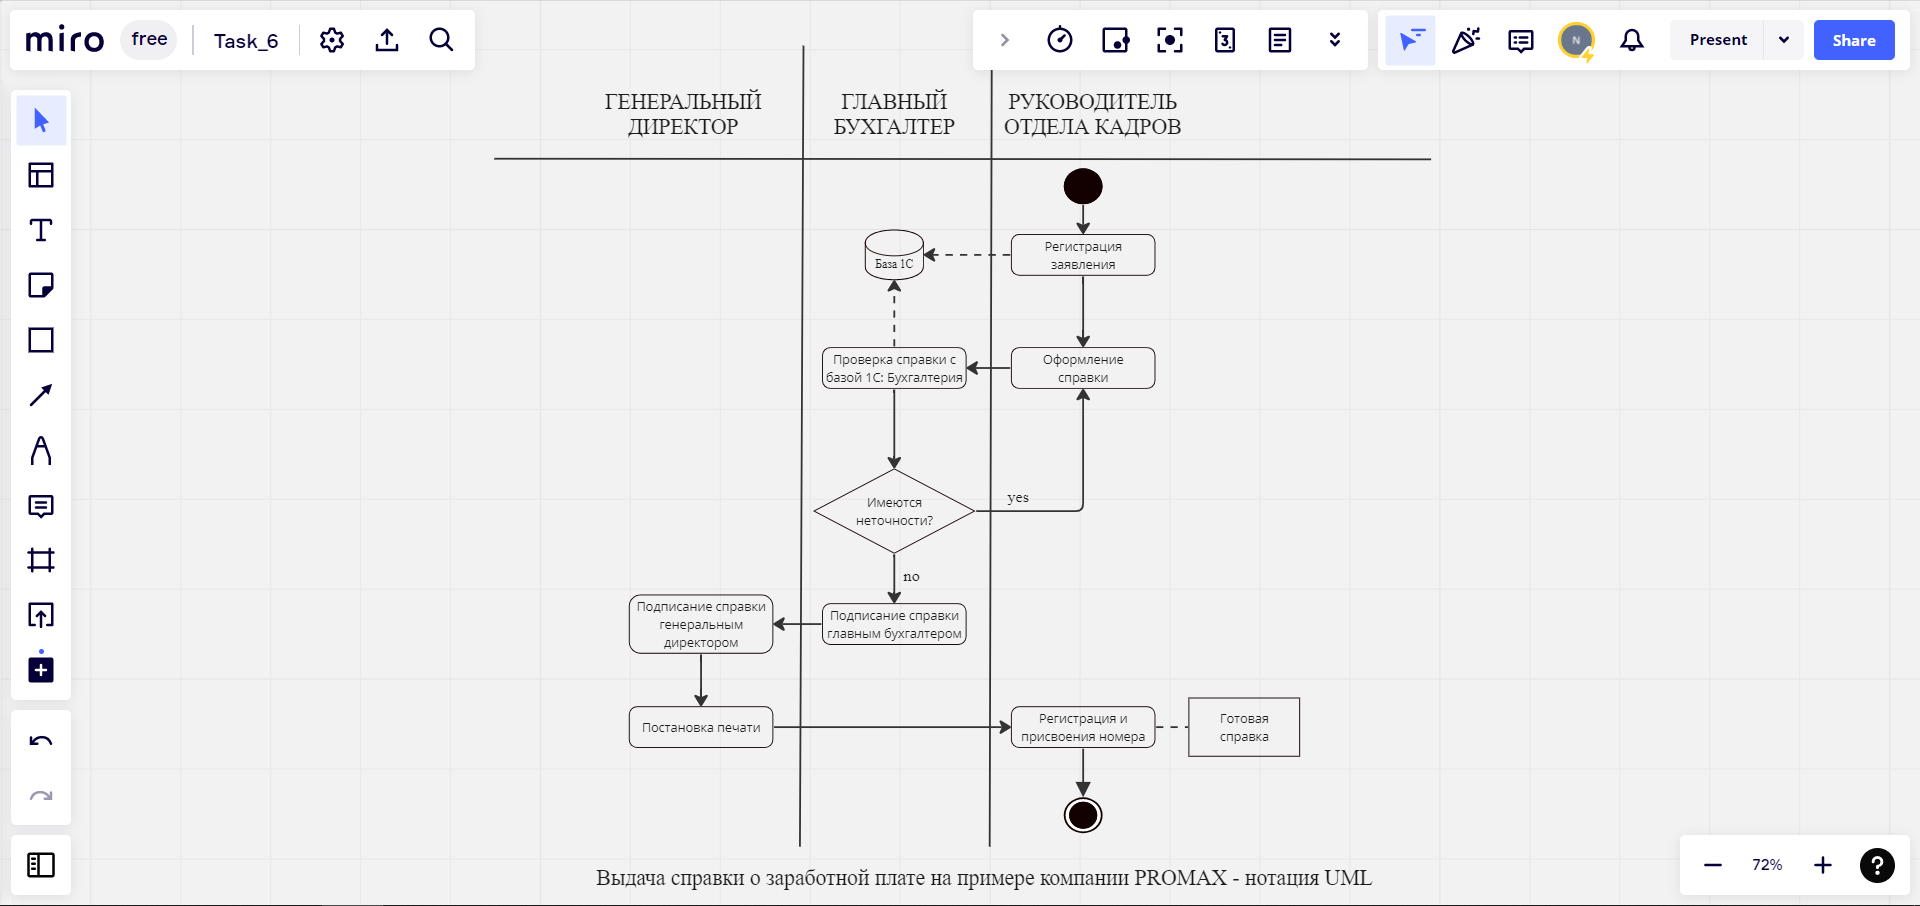 miro
free
Task_6
3
N
Present
Share
ГЕНЕРАЛЬНЫЙ
ДИРЕКТОР
ГЛАВНЫЙ
БУХГАЛТЕР
РУКОВОДИТЕЛЬ
ОТДЕЛА КАДРОВ
База 1С
Регистрация
заявления
Проверка справки с
базой 1С: Бухгалтерия
Оформление
справки
Имеются
неточности?
yes
no
Подписание справки
генеральным
директором
Подписание справки
главным бухгалтером
Постановка печати
Регистрация и
присвоения номера
Готовая
справка
Выдача справки о заработной плате на примере компании PROMAX - нотация UML
72%
?